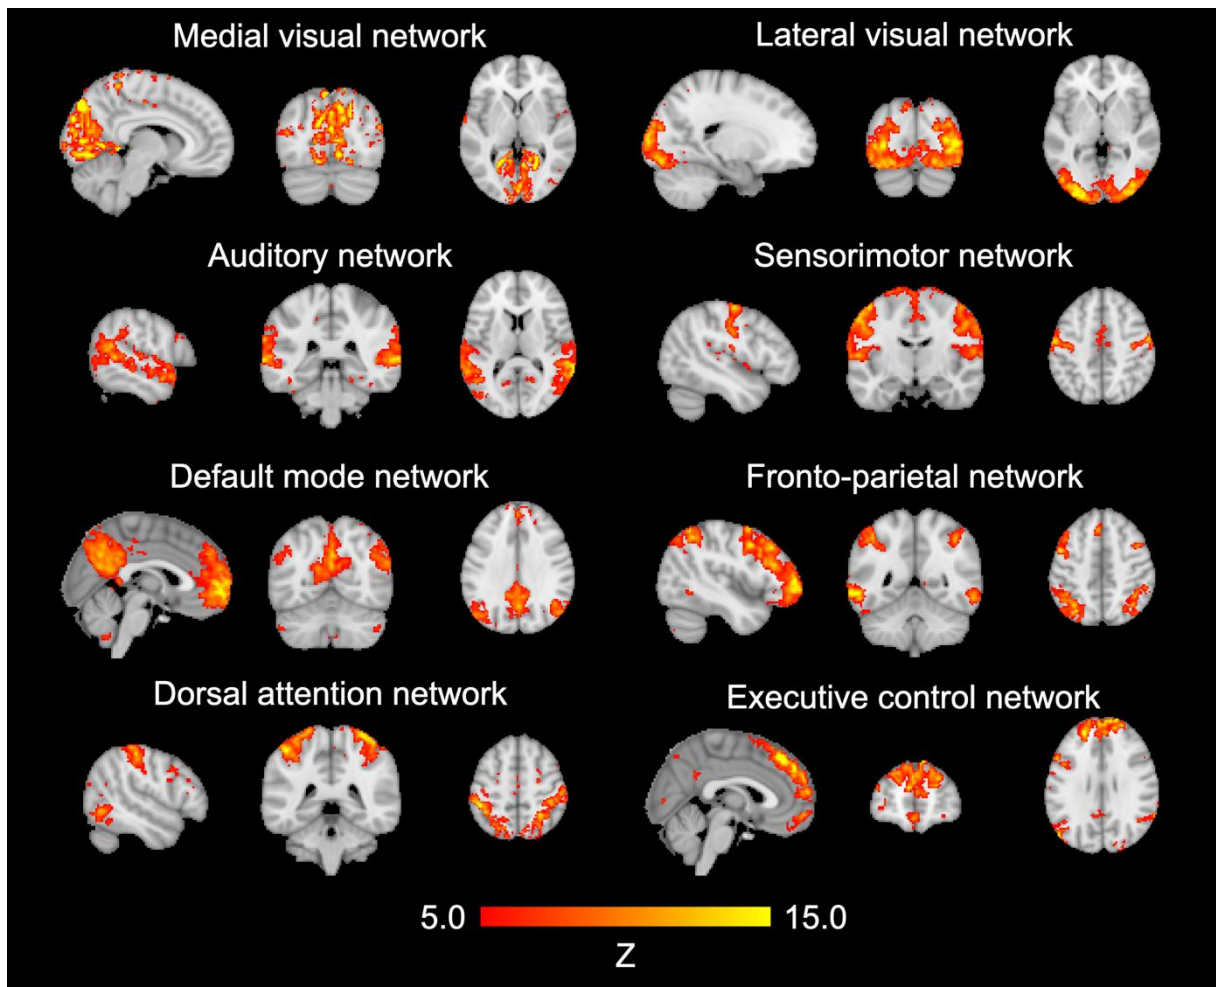 Medial visual network
Lateral visual network
Auditory network
Sensorimotor network
Default mode network
Fronto-parietal network
Dorsal attention network
Executive control network
5.0
15.0
Z